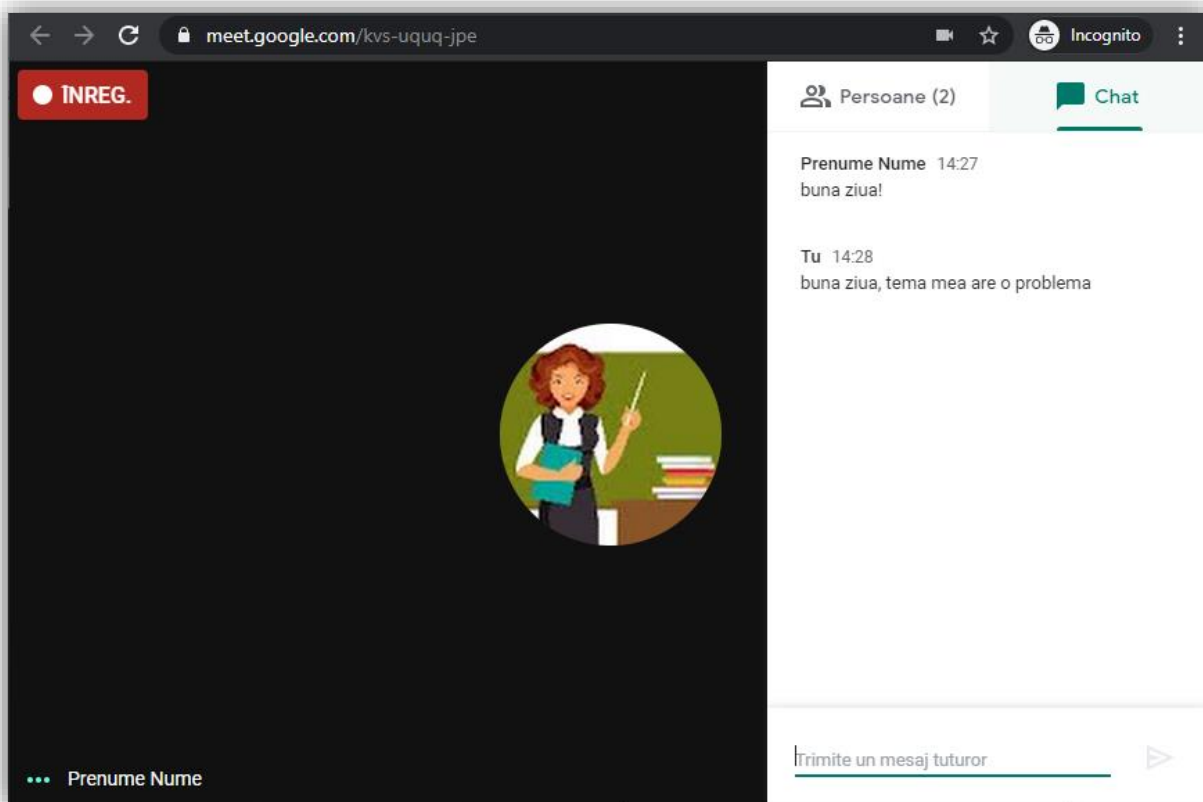 meet.google.com/kvs-uquq-jpe
Incognito
ÎNREG.
Persoane (2)
Chat
Prenume Nume 14:27
buna ziua!
Tu 14:28
buna ziua, tema mea are o problema
Trimite un mesaj tuturor
Prenume Nume